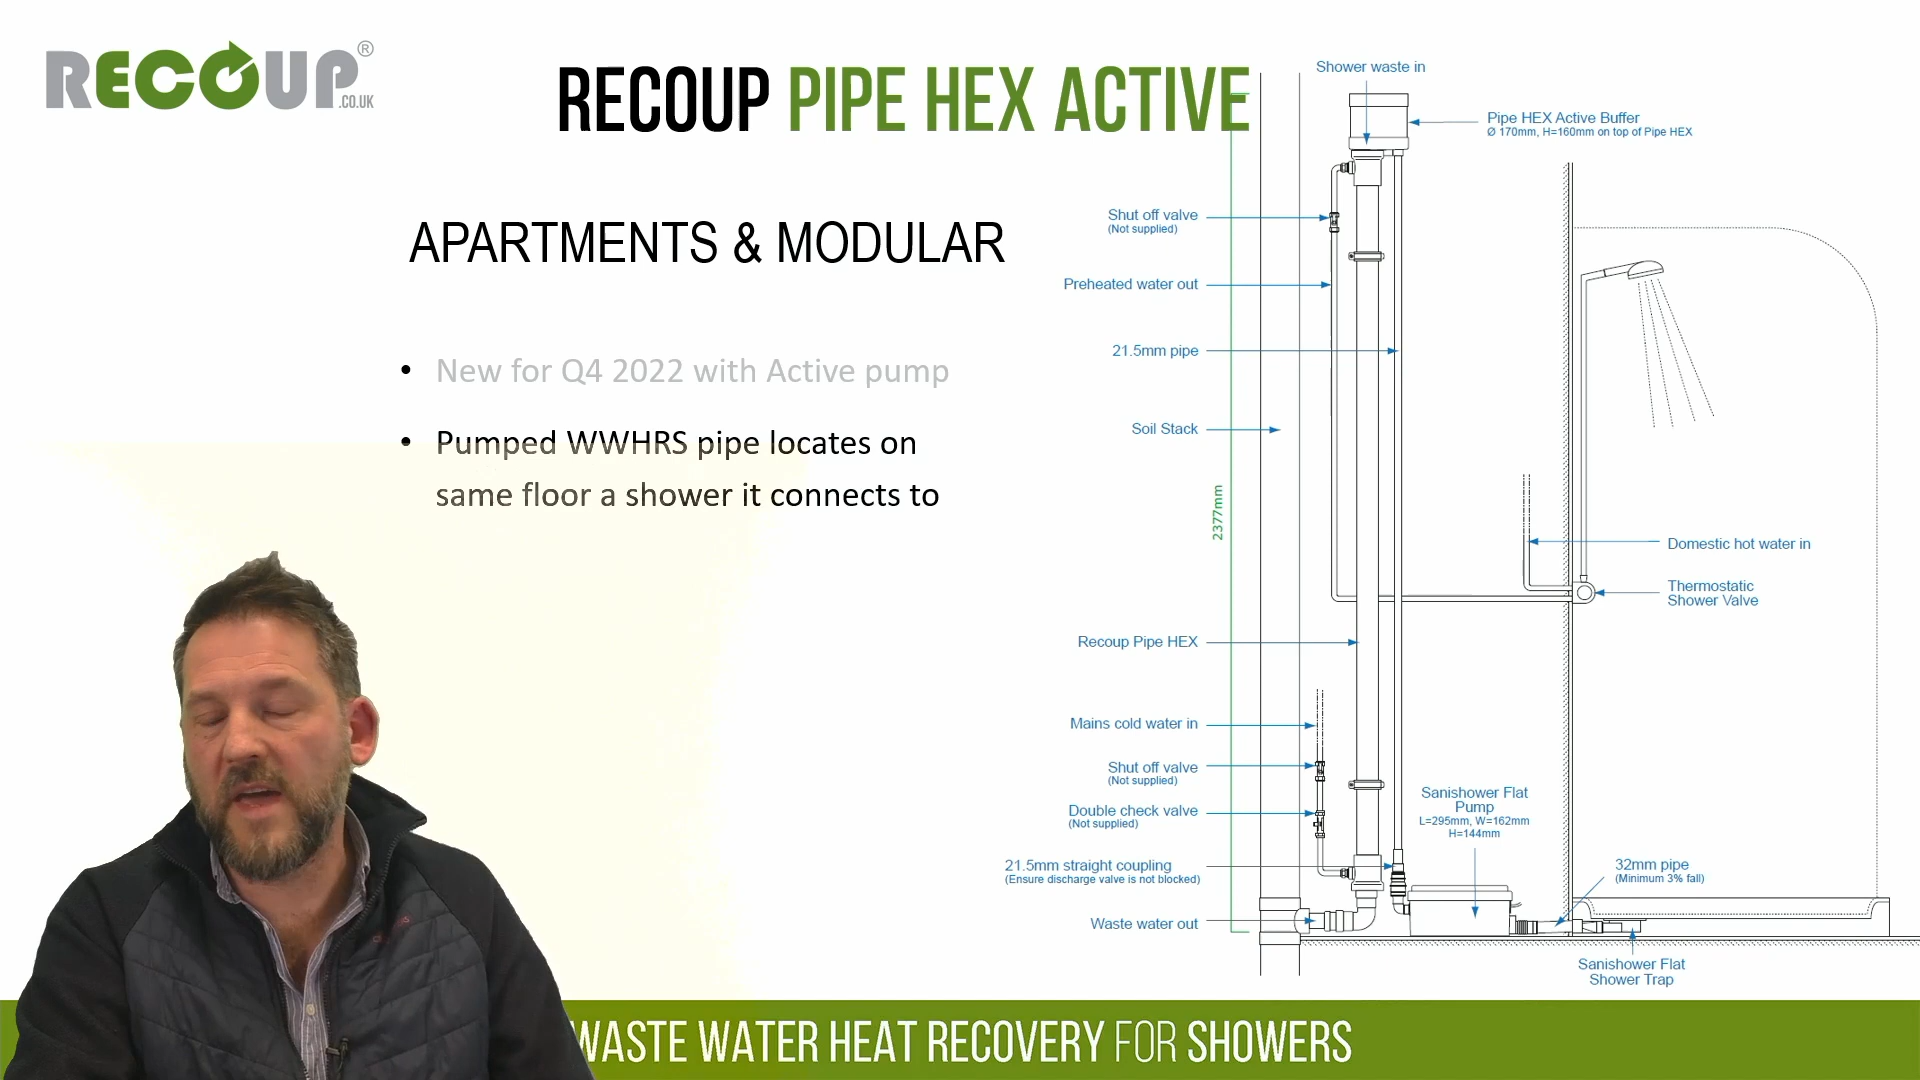 RECOUP®
.CO.UK
RECOUP PIPE HEX ACTIVE
APARTMENTS & MODULAR
• New for Q4 2022 with Active pump
• Pumped WWHRS pipe locates on
same floor a shower it connects to
Shower waste in
Pipe HEX Active Buffer
Ø 170mm, H=160mm on top of Pipe HEX
Shut off valve
(Not supplied)
Preheated water out
21.5mm pipe
Soil Stack
2377mm
Domestic hot water in
Thermostatic
Shower Valve
Recoup Pipe HEX
Mains cold water in
Shut off valve
(Not supplied)
Double check valve
(Not supplied)
Sanishower Flat
Pump
L=295mm, W=162mm
H=144mm
21.5mm straight coupling
(Ensure discharge valve is not blocked)
32mm pipe
(Minimum 3% fall)
Waste water out
Sanishower Flat
Shower Trap
WASTE WATER HEAT RECOVERY FOR SHOWERS